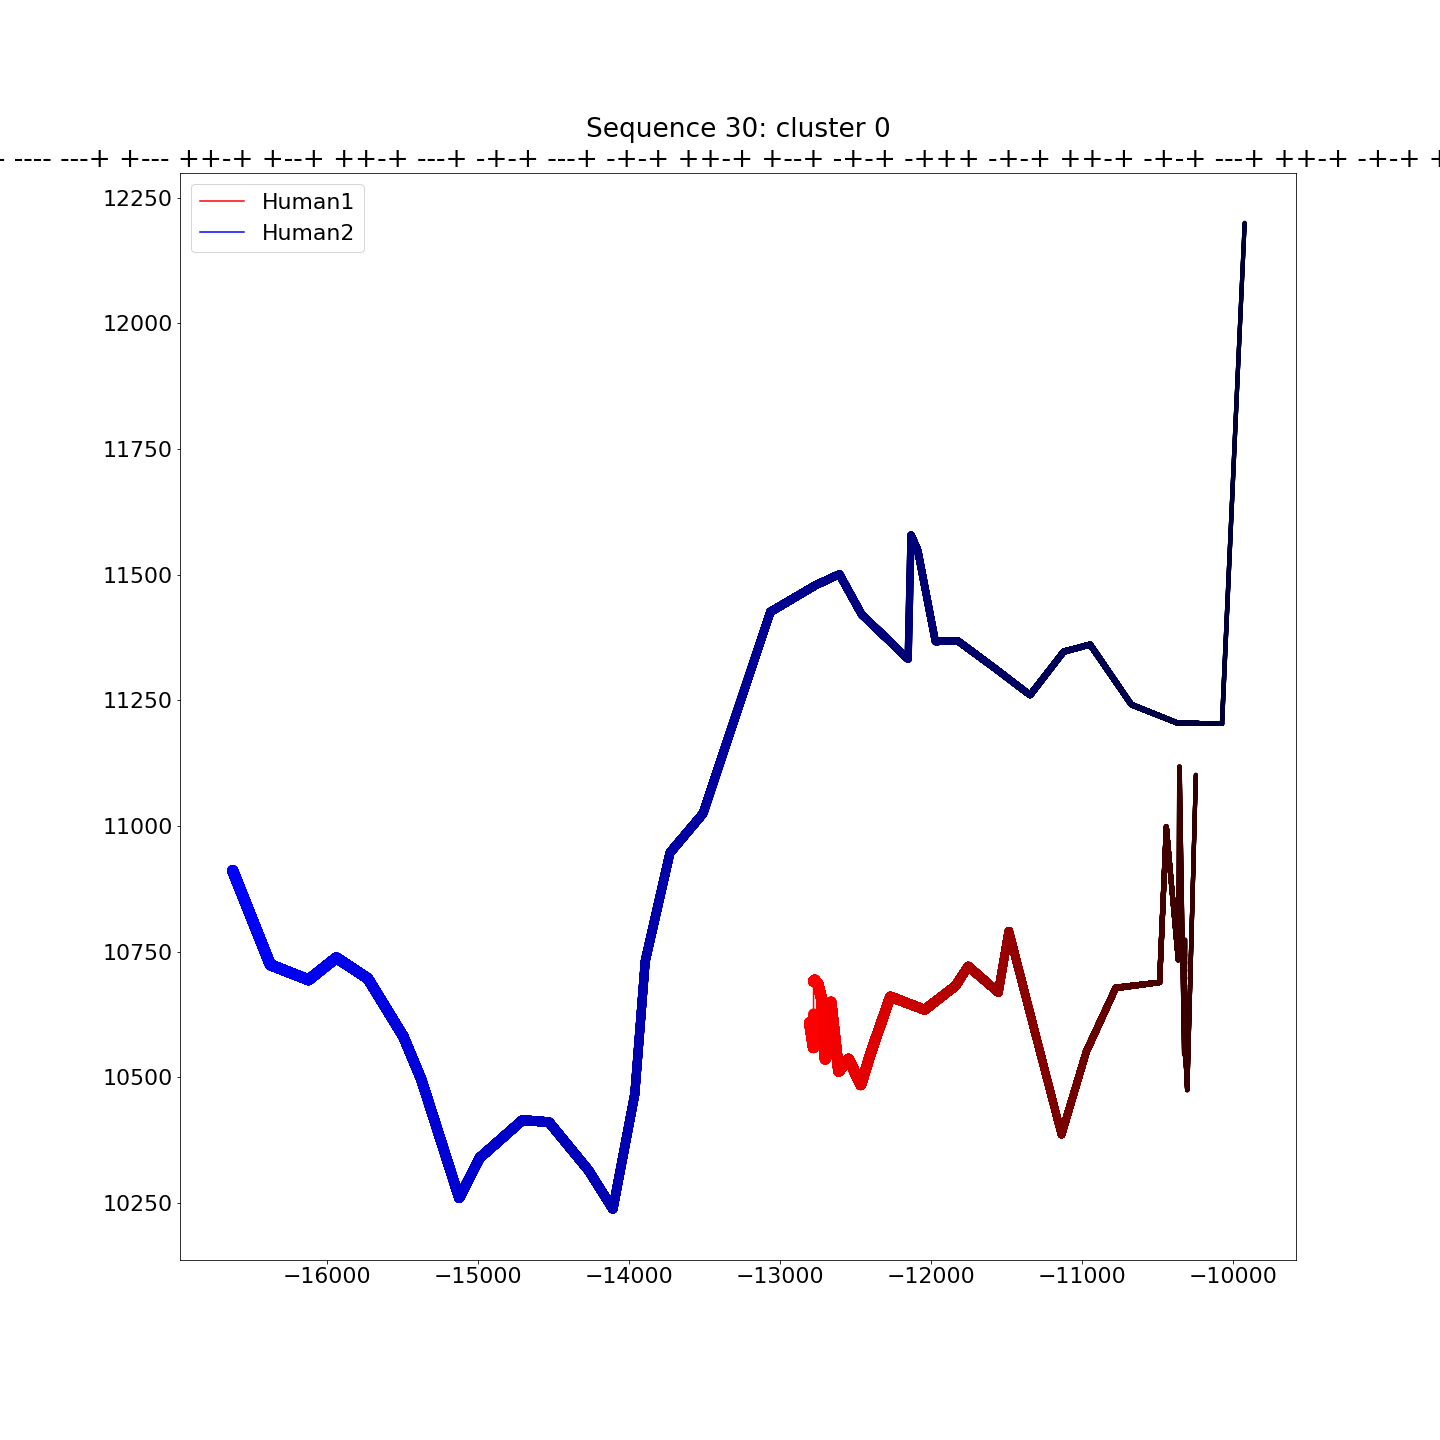 Sequence 30: cluster 0
- ---- ---+ +--- ++-+ +--+ ++-+ ---+ -+-+ ---+ -+-+ ++-+ +--+ -+-+ -+++ -+-+ ++-+ -+-+ ---+ ++-+ -+-+ +
Human1
Human2
12250
12000
11750
11500
11250
11000
10750
10500
10250
−16000 −15000 −14000 −13000 −12000 −11000 −10000